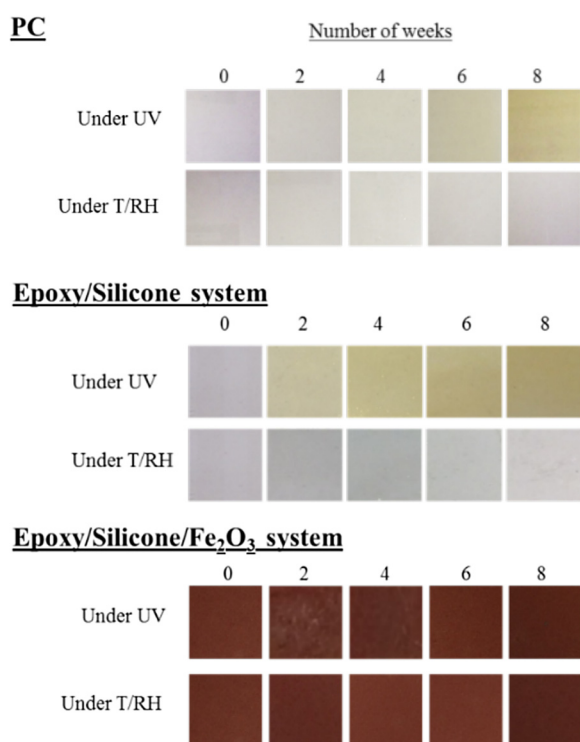 PC
Number of weeks
0 2 4 6 8
Under UV
Under T/RH
Epoxy/Silicone system
0 2 4 6 8
Under UV
Under T/RH
Epoxy/Silicone/Fe₂O₃ system
0 2 4 6 8
Under UV
Under T/RH